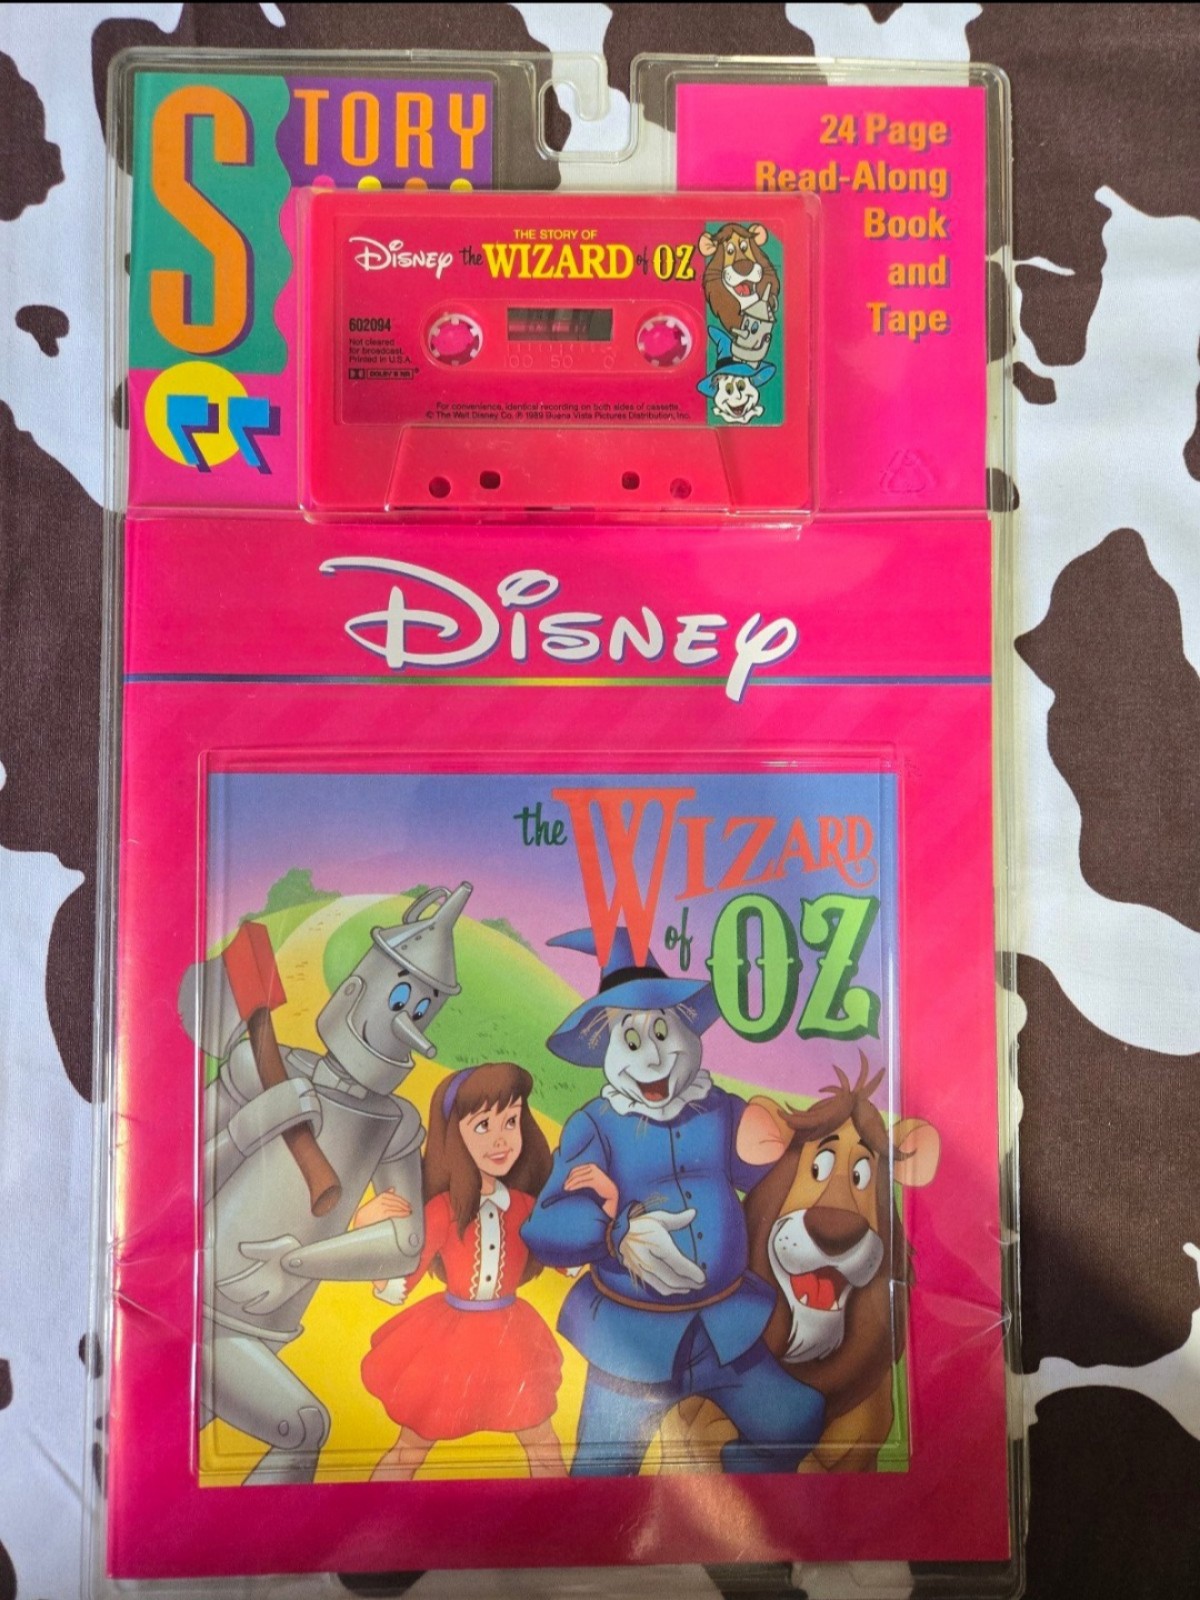 STORY
24 Page
Read-Along
Book
and
Tape
THE STORY OF
Disney the WIZARD of OZ
602094
Not cleared
for broadcast.
Printed in U.S.A.
DOLBY B NR
100 50 0
For convenience, identical recording on both sides of cassette.
© The Walt Disney Co. ℗ 1989 Buena Vista Pictures Distribution, Inc.
Disney
the WIZARD
of OZ